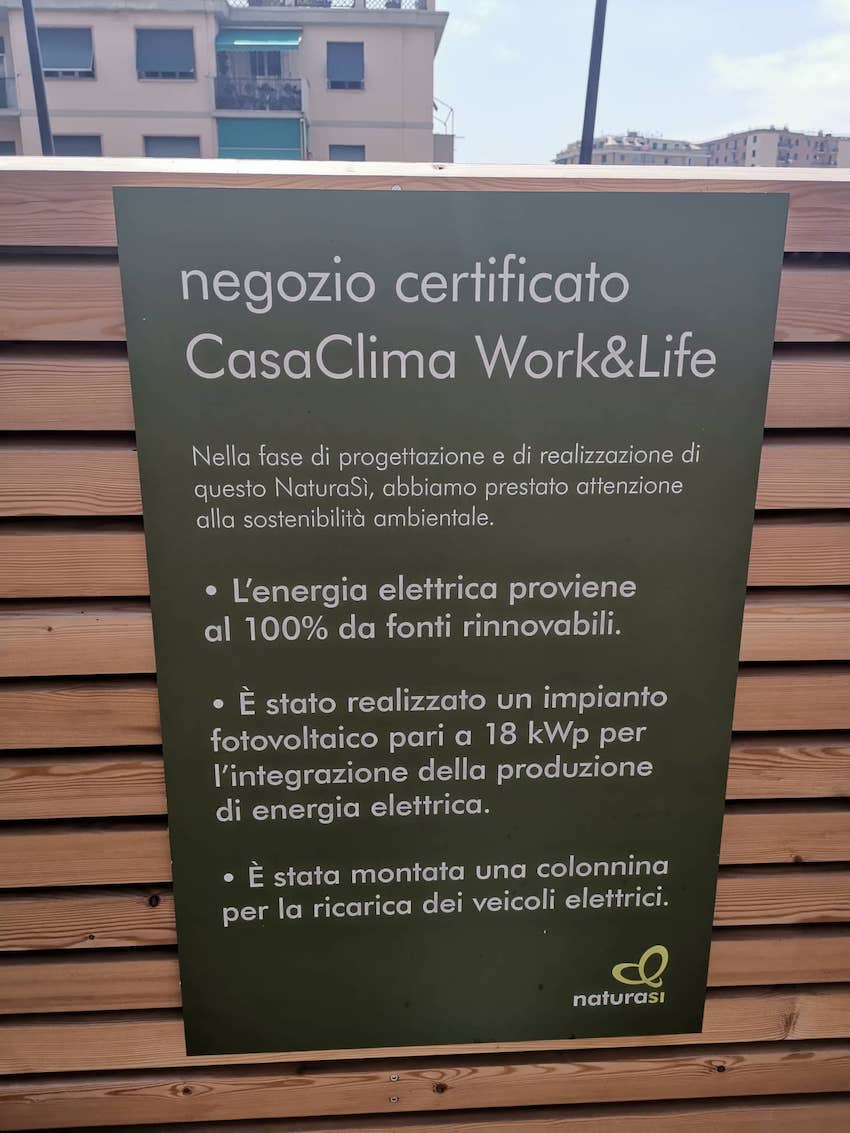 negozio certificato
CasaClima Work&Life
Nella fase di progettazione e di realizzazione di
questo NaturaSì, abbiamo prestato attenzione
alla sostenibilità ambientale.
• L'energia elettrica proviene
al 100% da fonti rinnovabili.
• È stato realizzato un impianto
fotovoltaico pari a 18 kWp per
l'integrazione della produzione
di energia elettrica.
• È stata montata una colonnina
per la ricarica dei veicoli elettrici.
naturasì